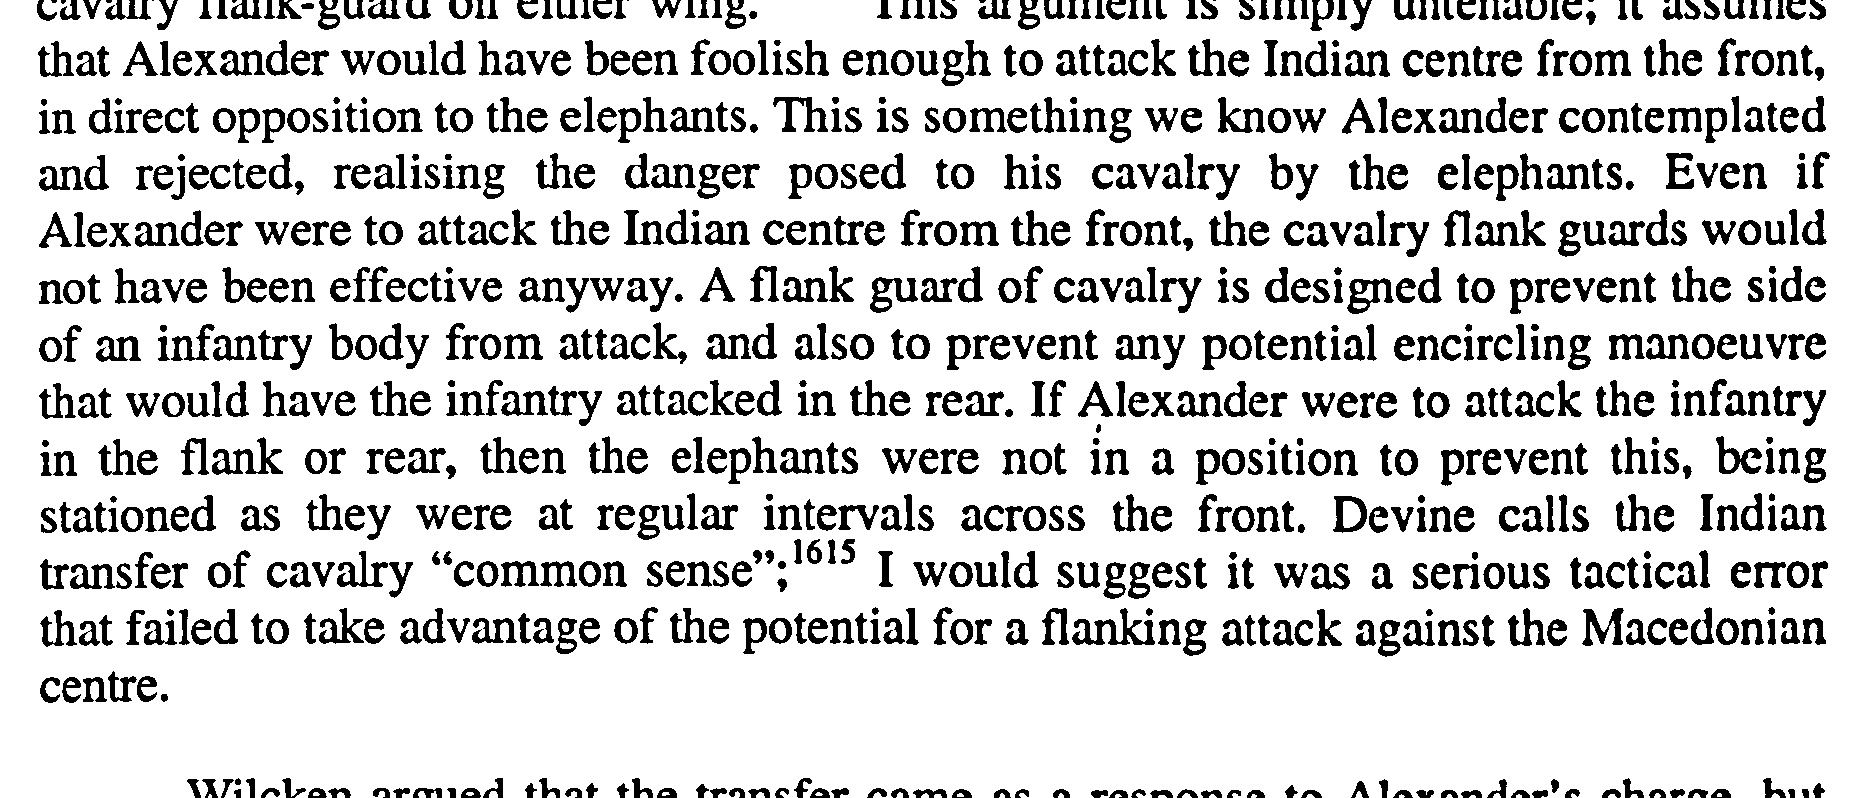 cavalry flank-guard on either wing. This argument is simply untenable; it assumes
that Alexander would have been foolish enough to attack the Indian centre from the front,
in direct opposition to the elephants. This is something we know Alexander contemplated
and rejected, realising the danger posed to his cavalry by the elephants. Even if
Alexander were to attack the Indian centre from the front, the cavalry flank guards would
not have been effective anyway. A flank guard of cavalry is designed to prevent the side
of an infantry body from attack, and also to prevent any potential encircling manoeuvre
that would have the infantry attacked in the rear. If Alexander were to attack the infantry
in the flank or rear, then the elephants were not in a position to prevent this, being
stationed as they were at regular intervals across the front. Devine calls the Indian
transfer of cavalry “common sense”;1615 I would suggest it was a serious tactical error
that failed to take advantage of the potential for a flanking attack against the Macedonian
centre.
Wilcken argued that the transfer came as a response to Alexander's charge, but